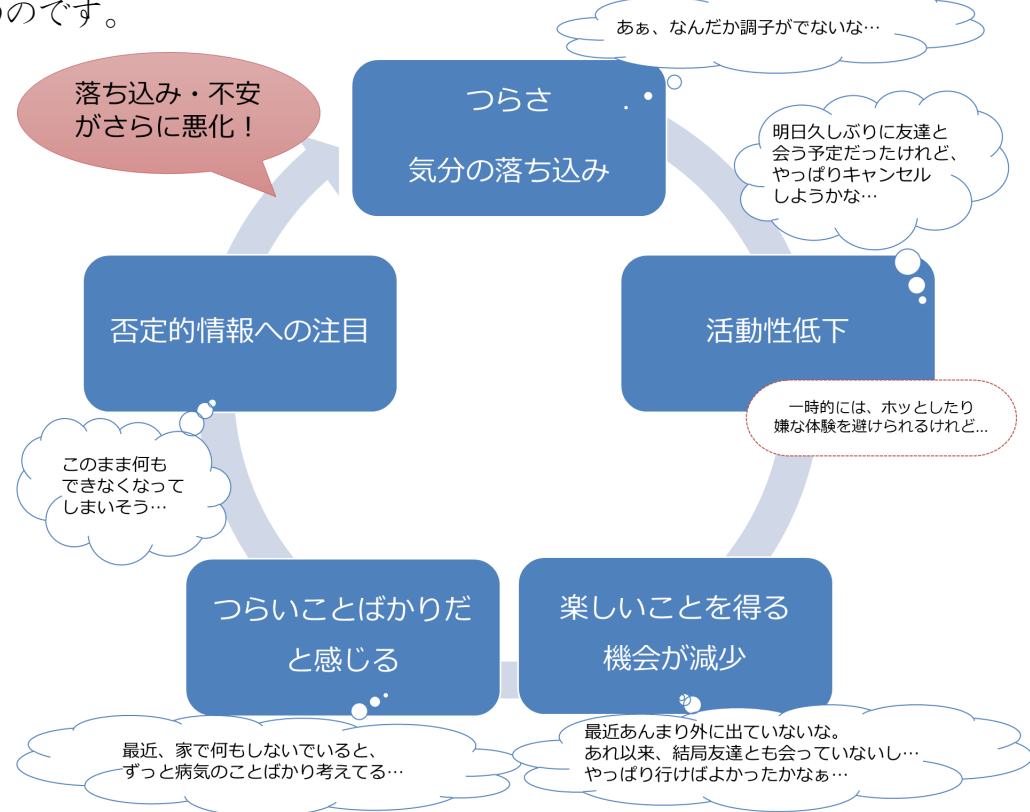 のです。
あぁ、なんだか調子がでないな…
落ち込み・不安
がさらに悪化！
つらさ
気分の落ち込み
明日久しぶりに友達と
会う予定だったけれど、
やっぱりキャンセル
しようかな…
否定的情報への注目
活動性低下
一時的には、ホッとしたり
嫌な体験を避けられるけれど...
このまま何も
できなくなって
しまいそう…
つらいことばかりだ
と感じる
楽しいことを得る
機会が減少
最近、家で何もしないでいると、
ずっと病気のことばかり考えてる…
最近あんまり外に出ていないな。
あれ以来、結局友達とも会っていないし…
やっぱり行けばよかったかなぁ…